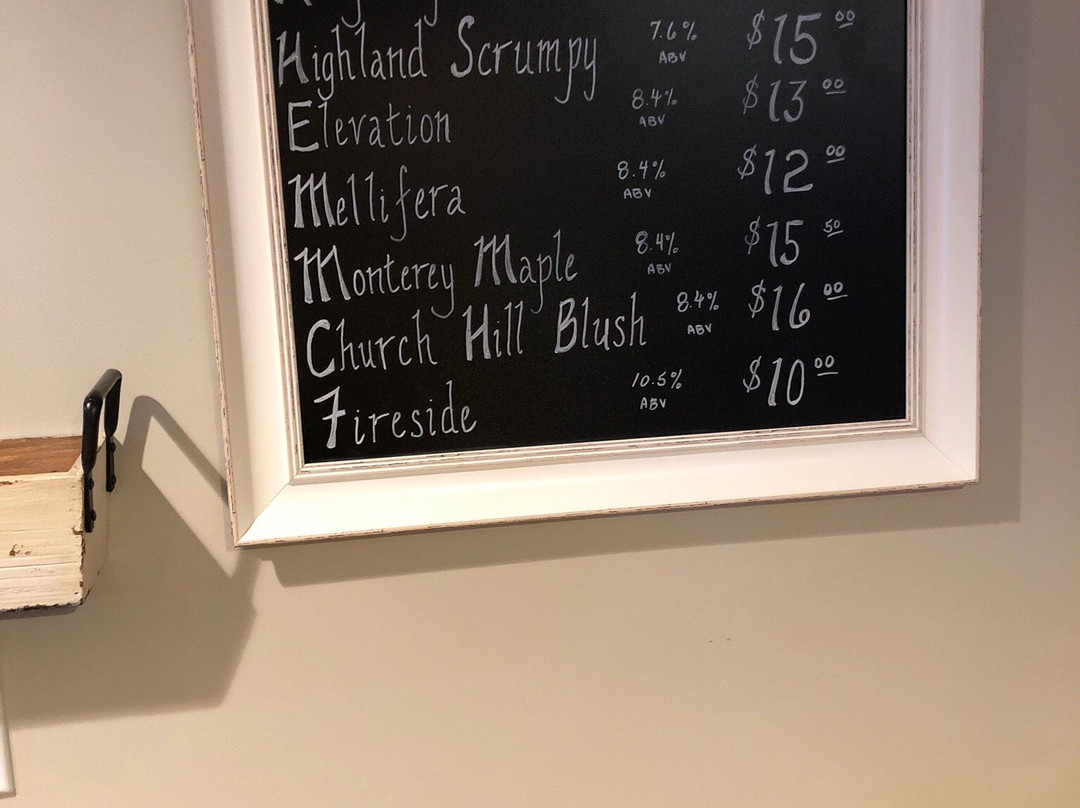 Highland Scrumpy 7.6% ABV $15.00
Elevation 8.4% ABV $13.00
Mellifera 8.4% ABV $12.00
Monterey Maple 8.4% ABV $15.50
Church Hill Blush 8.4% ABV $16.00
Fireside 10.5% ABV $10.00